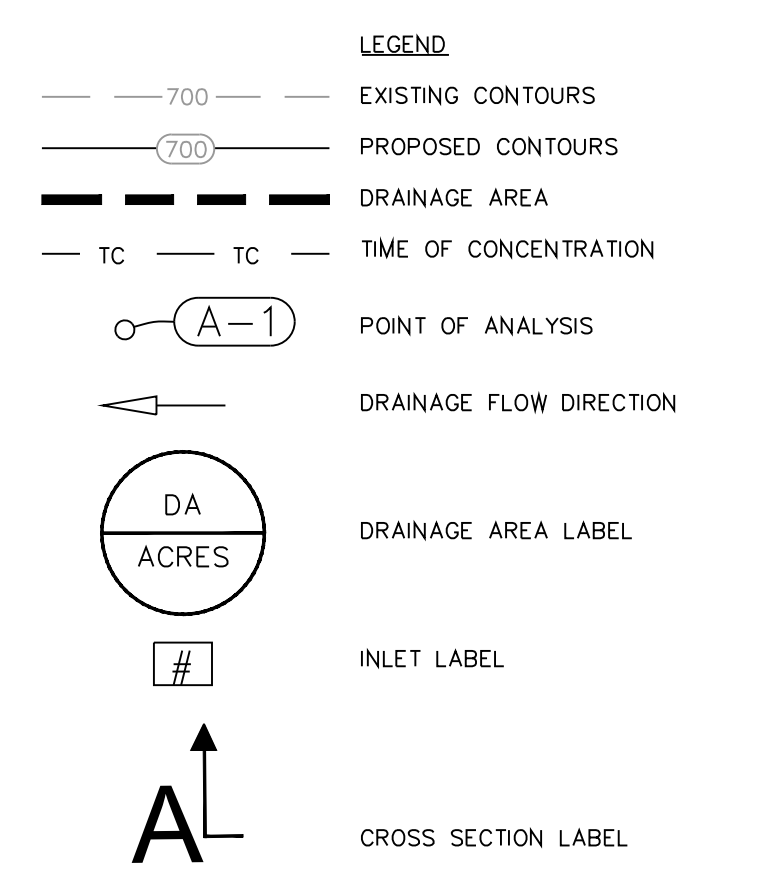 LEGEND
700 EXISTING CONTOURS
700 PROPOSED CONTOURS
DRAINAGE AREA
TC TC TIME OF CONCENTRATION
A-1 POINT OF ANALYSIS
DRAINAGE FLOW DIRECTION
DA
ACRES
DRAINAGE AREA LABEL
# INLET LABEL
A CROSS SECTION LABEL